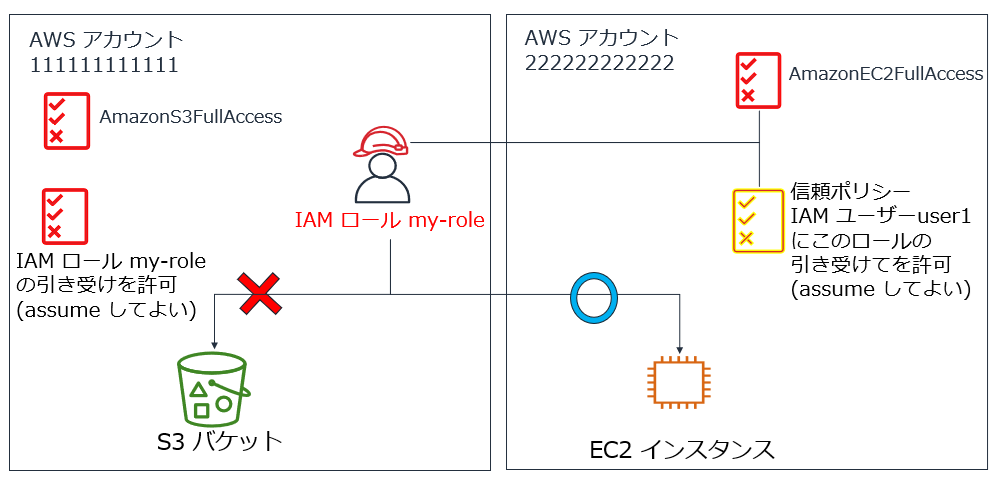 AWS アカウント
111111111111
AmazonS3FullAccess
IAM ロール my-role
IAM ロール my-role
の引き受けを許可
(assume してよい)
S3 バケット
AWS アカウント
222222222222
AmazonEC2FullAccess
信頼ポリシー
IAM ユーザーuser1
にこのロールの
引き受けてを許可
(assume してよい)
EC2 インスタンス